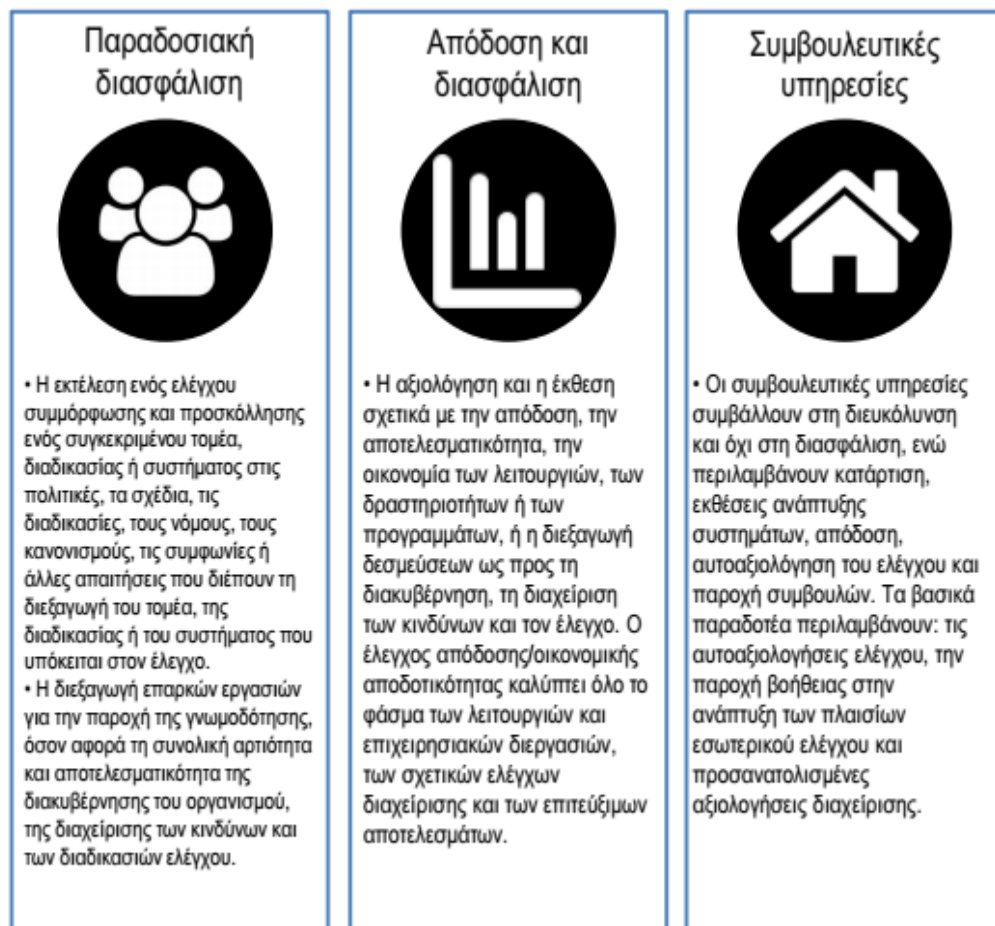 Παραδοσιακή
διασφάλιση
• Η εκτέλεση ενός ελέγχου
συμμόρφωσης και προσκόλλησης
ενός συγκεκριμένου τομέα,
διαδικασίας ή συστήματος στις
πολιτικές, τα σχέδια, τις
διαδικασίες, τους νόμους, τους
κανονισμούς, τις συμφωνίες ή
άλλες απαιτήσεις που διέπουν τη
διεξαγωγή του τομέα, της
διαδικασίας ή του συστήματος που
υπόκειται στον έλεγχο.
• Η διεξαγωγή επαρκών εργασιών
για την παροχή της γνωμοδότησης,
όσον αφορά τη συνολική αρτιότητα
και αποτελεσματικότητα της
διακυβέρνησης του οργανισμού,
της διαχείρισης των κινδύνων και
των διαδικασιών ελέγχου.
Απόδοση και
διασφάλιση
• Η αξιολόγηση και η έκθεση
σχετικά με την απόδοση, την
αποτελεσματικότητα, την
οικονομία των λειτουργιών, των
δραστηριοτήτων ή των
προγραμμάτων, ή η διεξαγωγή
δεσμεύσεων ως προς τη
διακυβέρνηση, τη διαχείριση
των κινδύνων και τον έλεγχο. Ο
έλεγχος απόδοσης/οικονομικής
αποδοτικότητας καλύπτει όλο το
φάσμα των λειτουργιών και
επιχειρησιακών διεργασιών,
των σχετικών ελέγχων
διαχείρισης και των επιτεύξιμων
αποτελεσμάτων.
Συμβουλευτικές
υπηρεσίες
• Οι συμβουλευτικές υπηρεσίες
συμβάλλουν στη διευκόλυνση
και όχι στη διασφάλιση, ενώ
περιλαμβάνουν κατάρτιση,
εκθέσεις ανάπτυξης
συστημάτων, απόδοση,
αυτοαξιολόγηση του ελέγχου και
παροχή συμβουλών. Τα βασικά
παραδοτέα περιλαμβάνουν: τις
αυτοαξιολογήσεις ελέγχου, την
παροχή βοήθειας στην
ανάπτυξη των πλαισίων
εσωτερικού ελέγχου και
προσανατολισμένες
αξιολογήσεις διαχείρισης.